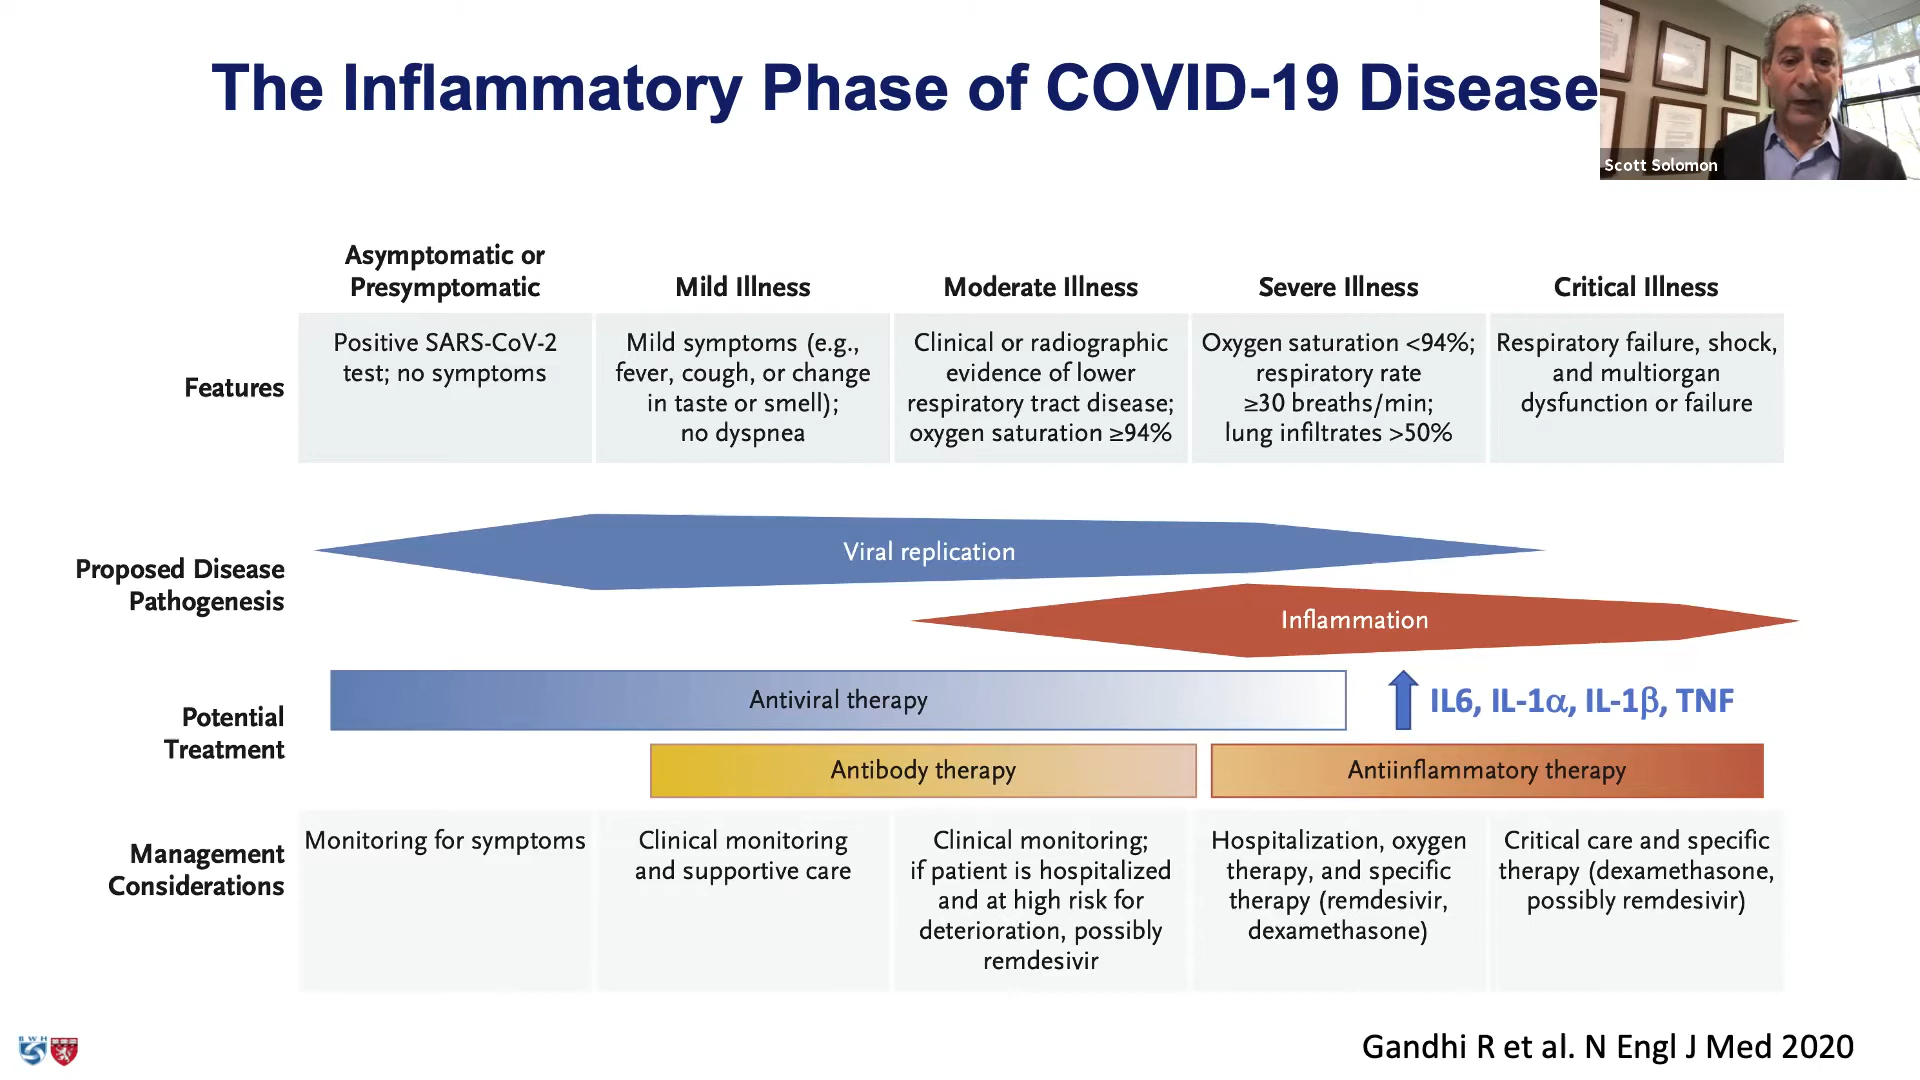 The Inflammatory Phase of COVID-19 Disease
Scott Solomon
Asymptomatic or
Presymptomatic
Mild Illness
Moderate Illness
Severe Illness
Critical Illness
Features
Positive SARS-CoV-2
test; no symptoms
Mild symptoms (e.g.,
fever, cough, or change
in taste or smell);
no dyspnea
Clinical or radiographic
evidence of lower
respiratory tract disease;
oxygen saturation ≥94%
Oxygen saturation <94%;
respiratory rate
≥30 breaths/min;
lung infiltrates >50%
Respiratory failure, shock,
and multiorgan
dysfunction or failure
Proposed Disease
Pathogenesis
Viral replication
Inflammation
Potential
Treatment
Antiviral therapy
IL6, IL-1α, IL-1β, TNF
Antibody therapy
Antiinflammatory therapy
Management
Considerations
Monitoring for symptoms
Clinical monitoring
and supportive care
Clinical monitoring;
if patient is hospitalized
and at high risk for
deterioration, possibly
remdesivir
Hospitalization, oxygen
therapy, and specific
therapy (remdesivir,
dexamethasone)
Critical care and specific
therapy (dexamethasone,
possibly remdesivir)
BWH
Gandhi R et al. N Engl J Med 2020